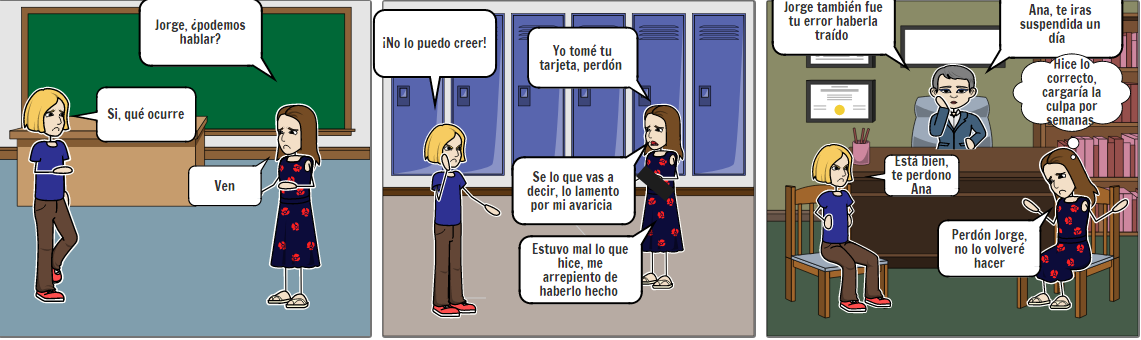 Jorge, ¿podemos
hablar?
Si, qué ocurre
Ven
¡No lo puedo creer!
Yo tomé tu
tarjeta, perdón
Se lo que vas a
decir, lo lamento
por mi avaricia
Estuvo mal lo que
hice, me
arrepiento de
haberlo hecho
Jorge también fue
tu error haberla
traído
Ana, te iras
suspendida un
día
Hice lo
correcto,
cargaría la
culpa por
semanas
Está bien,
te perdono
Ana
Perdón Jorge,
no lo volveré
hacer